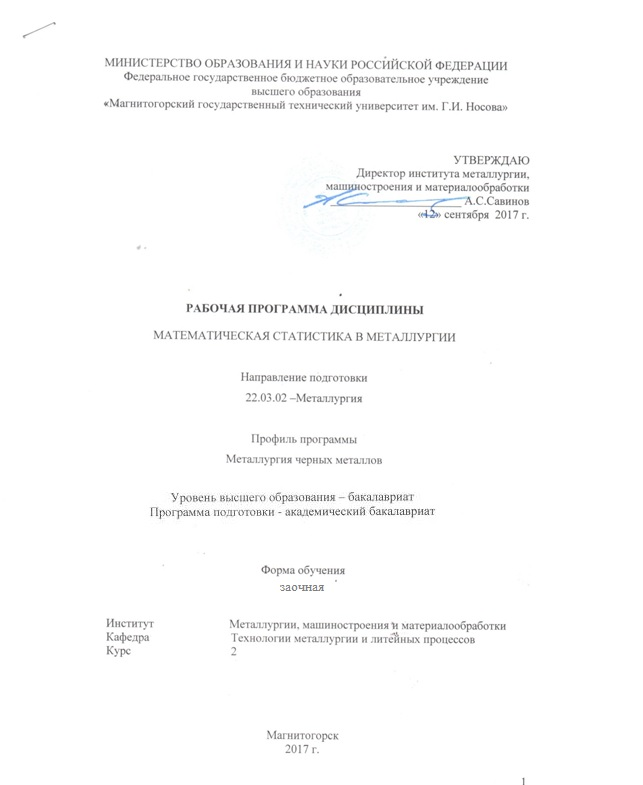 МИНИСТЕРСТВО ОБРАЗОВАНИЯ И НАУКИ РОССИЙСКОЙ ФЕДЕРАЦИИ
Федеральное государственное бюджетное образовательное учреждение
высшего образования
«Магнитогорский государственный технический университет им. Г.И. Носова»
УТВЕРЖДАЮ
Директор института металлургии,
машиностроения и материалообработки
А.С.Савинов
«12» сентября 2017 г.
РАБОЧАЯ ПРОГРАММА ДИСЦИПЛИНЫ
МАТЕМАТИЧЕСКАЯ СТАТИСТИКА В МЕТАЛЛУРГИИ
Направление подготовки
22.03.02 –Металлургия
Профиль программы
Металлургия черных металлов
Уровень высшего образования – бакалавриат
Программа подготовки - академический бакалавриат
Форма обучения
заочная
Институт Металлургии, машиностроения и материалообработки
Кафедра Технологии металлургии и литейных процессов
Курс 2
Магнитогорск
2017 г.
1